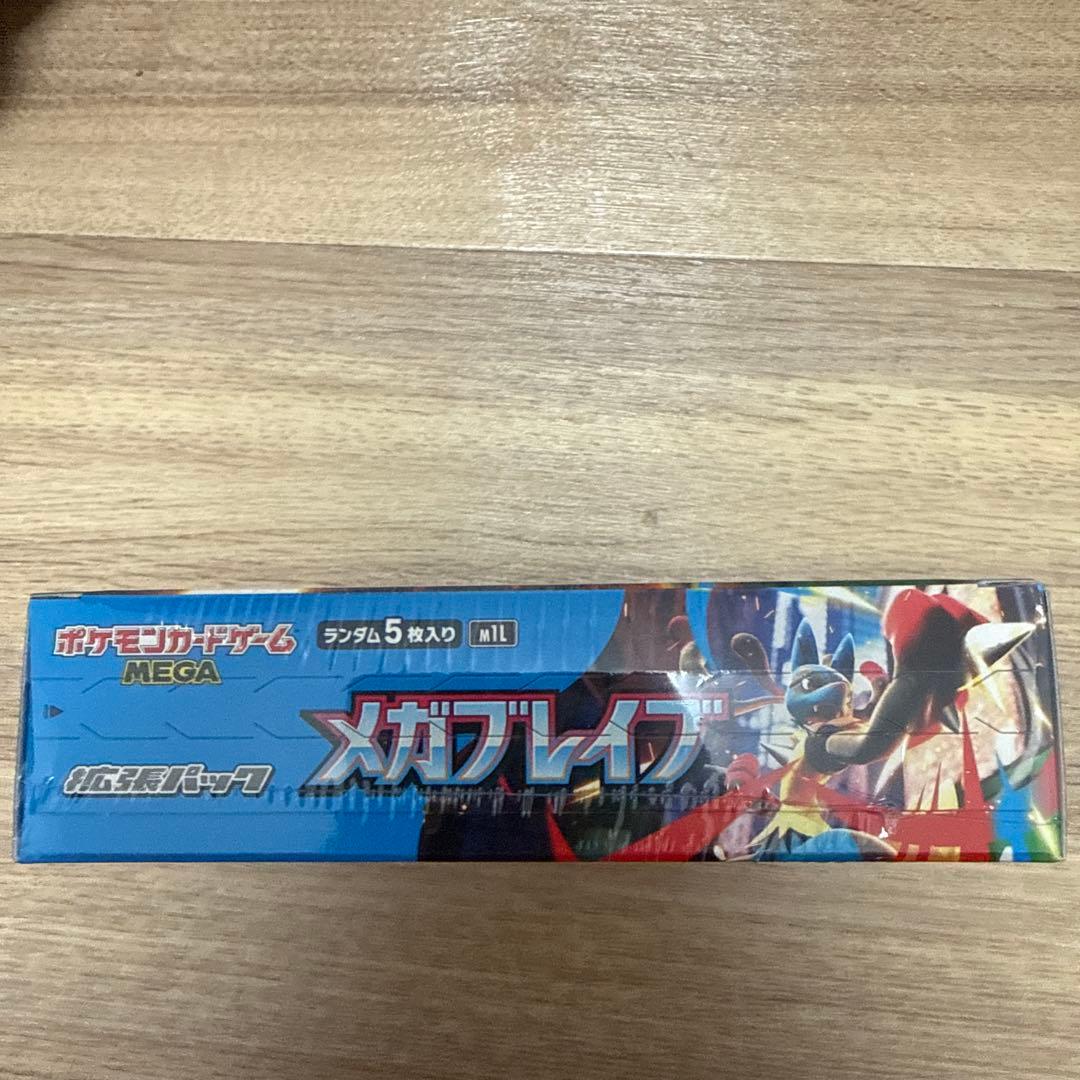 ポケモンカードゲーム
MEGA
ランダム5枚入り M1L
メガブレイブ
拡張パック